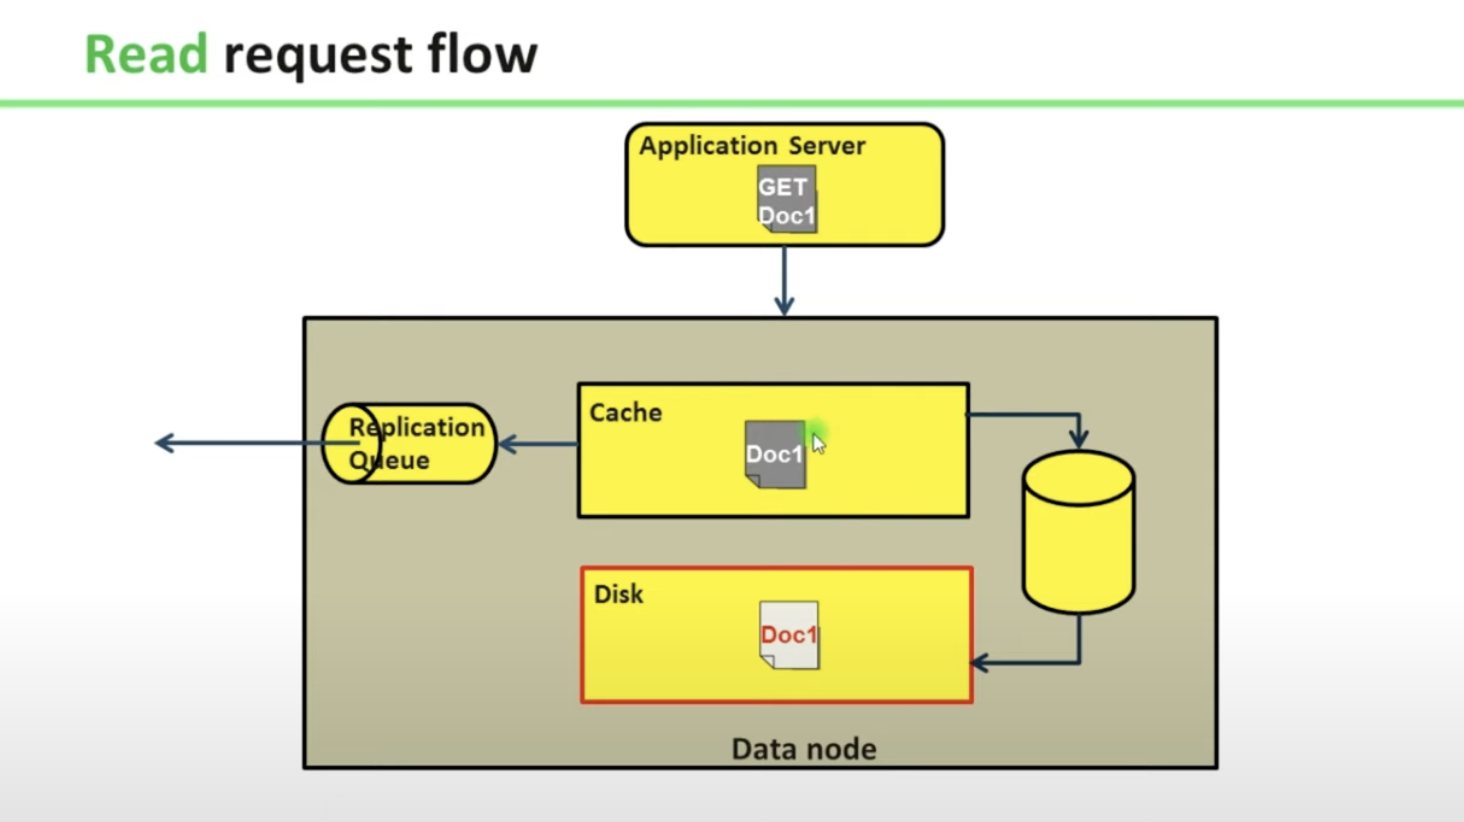 Read request flow
Application Server
GET
Doc1
Replication
Queue
Cache
Doc1
Disk
Doc1
Data node